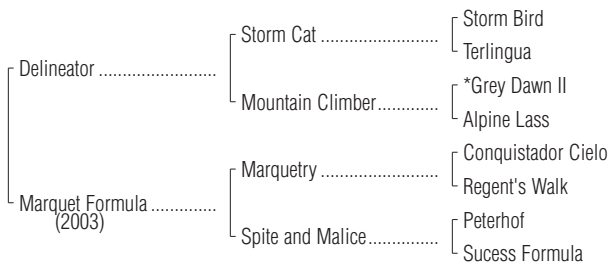 Storm Bird
Storm Cat ........................................
Terlingua
Delineator ........................
*Grey Dawn II
Mountain Climber..............
Alpine Lass
Conquistador Cielo
Marquetry ........................
Regent's Walk
Marquet Formula .............
(2003)
Peterhof
Spite and Malice...............
Sucess Formula